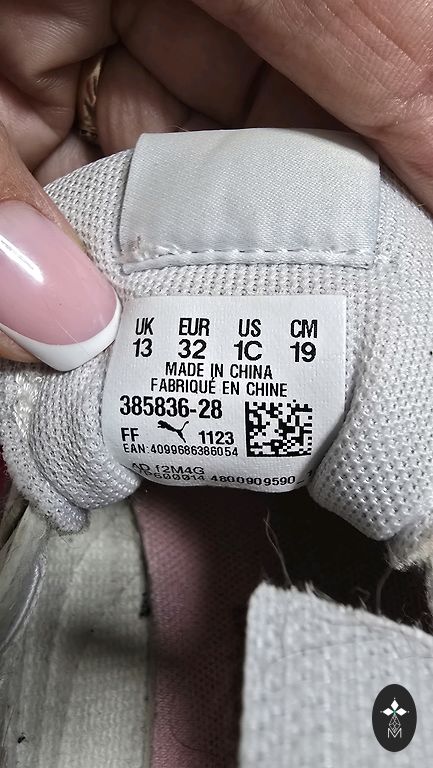 UK EUR US CM
13 32 1C 19
MADE IN CHINA
FABRIQUÉ EN CHINE
385836-28
FF 1123
EAN:4099686386054
4800909590
M